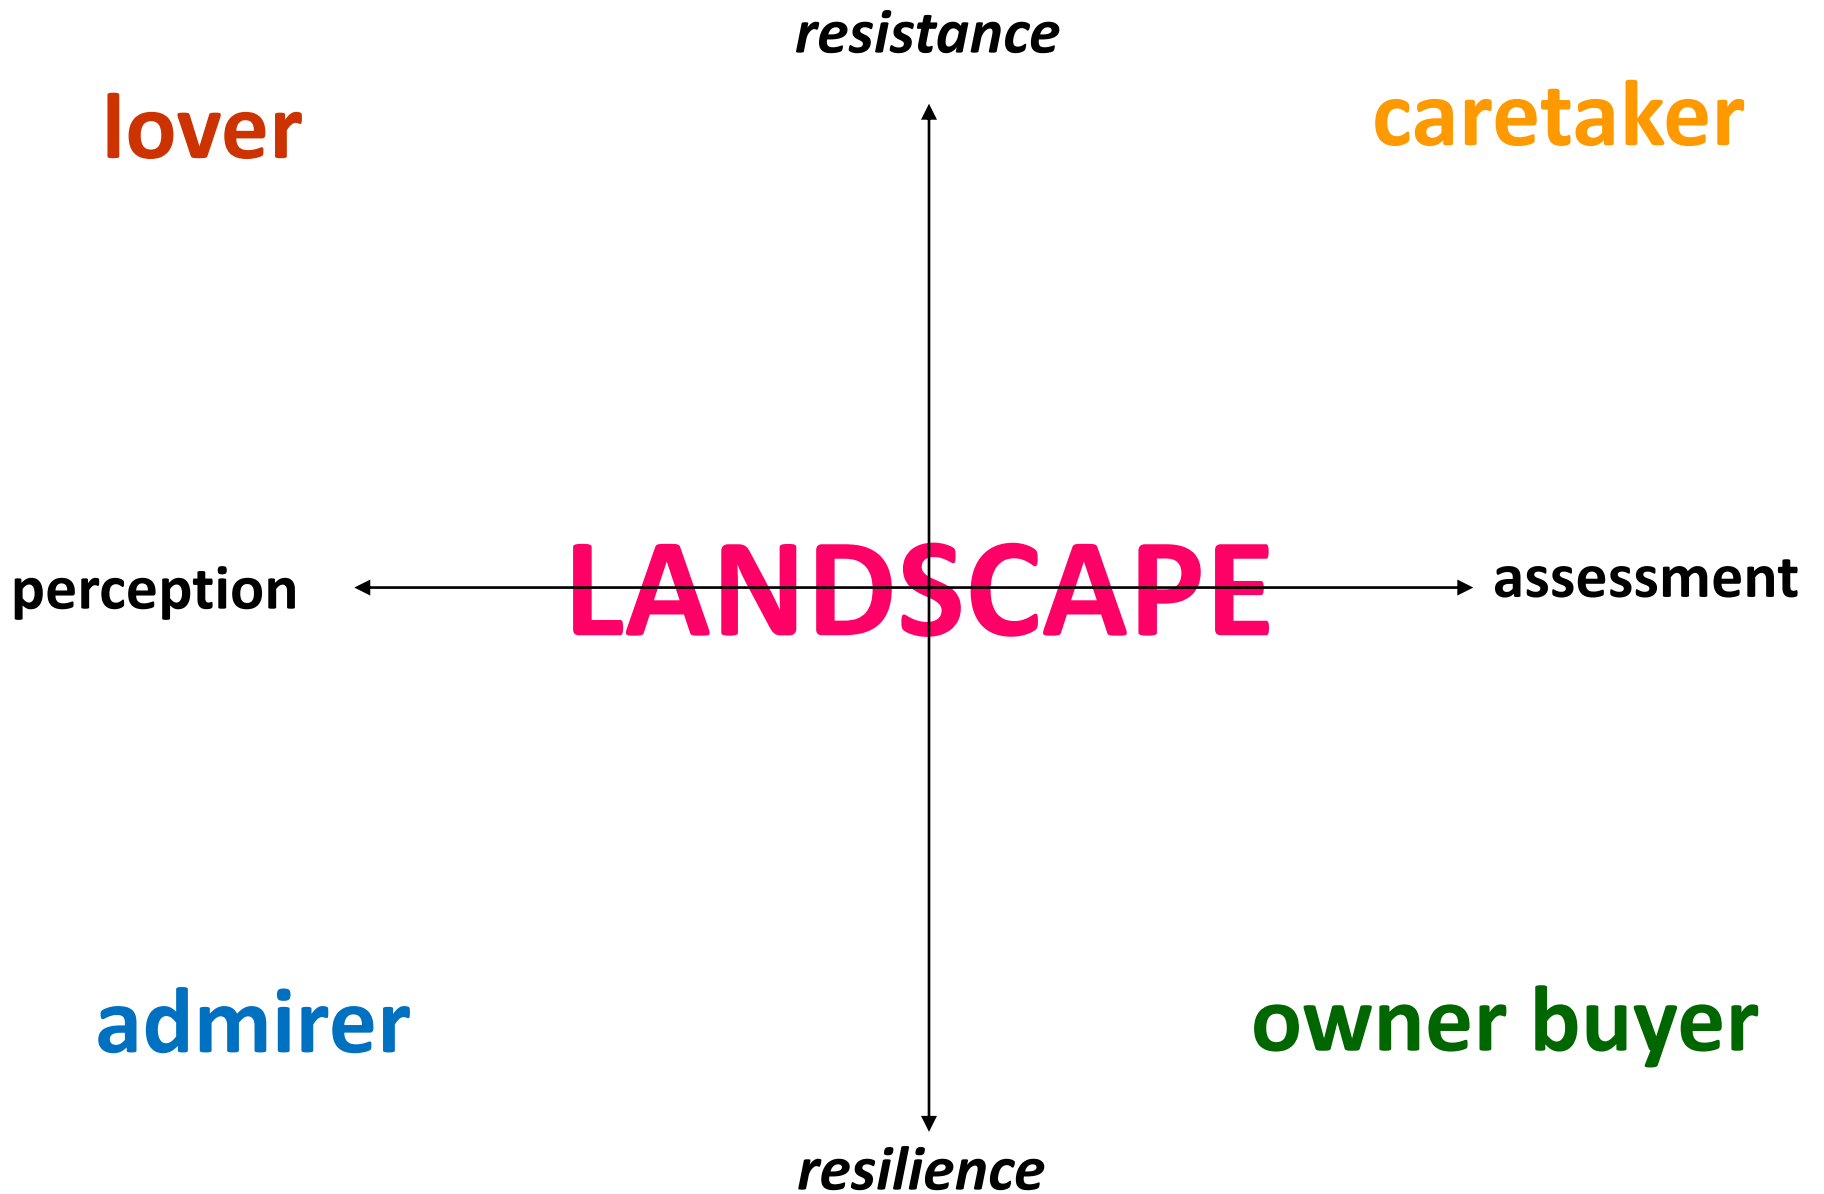 resistance
lover
caretaker
LANDSCAPE
perception
assessment
admirer
owner buyer
resilience